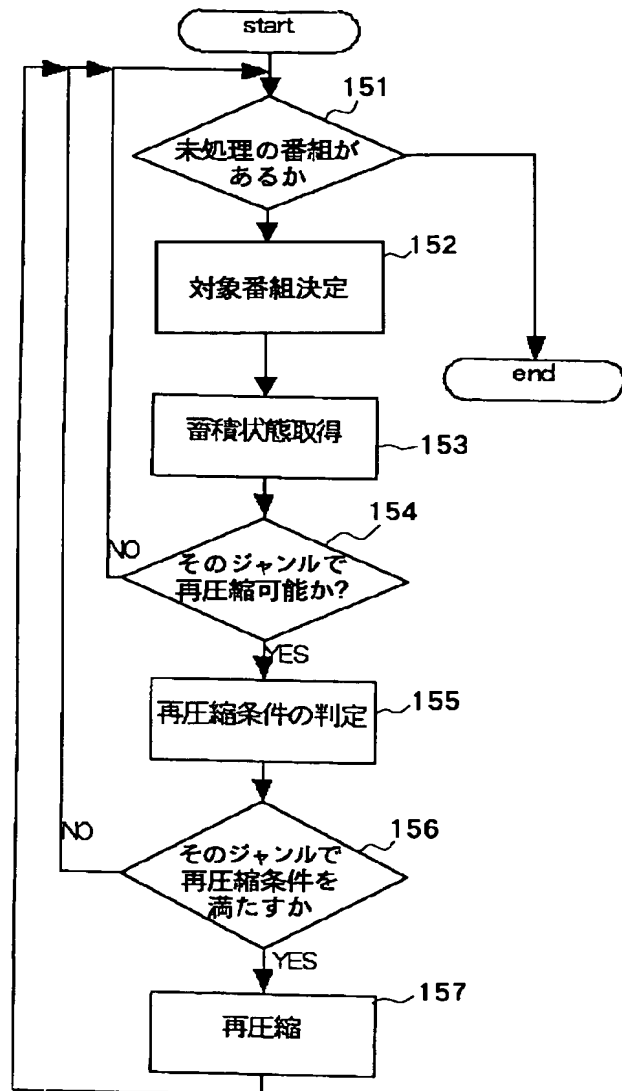 start
151
未処理の番組が
あるか
152
対象番組決定
end
蓄積状態取得
153
154
NO
そのジャンルで
再圧縮可能か?
YES
155
再圧縮条件の判定
NO
156
そのジャンルで
再圧縮条件を
満たすか
YES
157
再圧縮